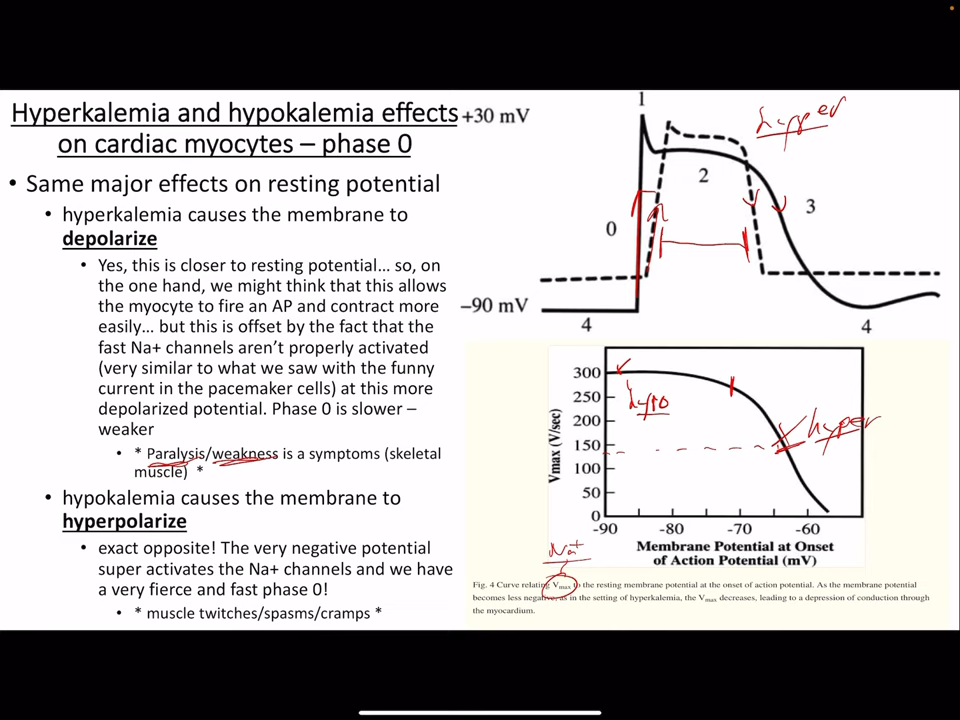 Hyperkalemia and hypokalemia effects
on cardiac myocytes – phase 0
• Same major effects on resting potential
• hyperkalemia causes the membrane to
depolarize
• Yes, this is closer to resting potential… so, on
the one hand, we might think that this allows
the myocyte to fire an AP and contract more
easily… but this is offset by the fact that the
fast Na+ channels aren't properly activated
(very similar to what we saw with the funny
current in the pacemaker cells) at this more
depolarized potential. Phase 0 is slower –
weaker
• * Paralysis/weakness is a symptoms (skeletal
muscle) *
• hypokalemia causes the membrane to
hyperpolarize
• exact opposite! The very negative potential
super activates the Na+ channels and we have
a very fierce and fast phase 0!
• * muscle twitches/spasms/cramps *
+30 mV
1
hyper
2
3
0
–90 mV
4
4
300
250
200
150
100
50
0
Vmax (V/sec)
hypo
hyper
-90
-80
-70
-60
Membrane Potential at Onset
of Action Potential (mV)
Na+
Fig. 4 Curve relating Vmax to the resting membrane potential at the onset of action potential. As the membrane potential
becomes less negative, as in the setting of hyperkalemia, the Vmax decreases, leading to a depression of conduction through
the myocardium.